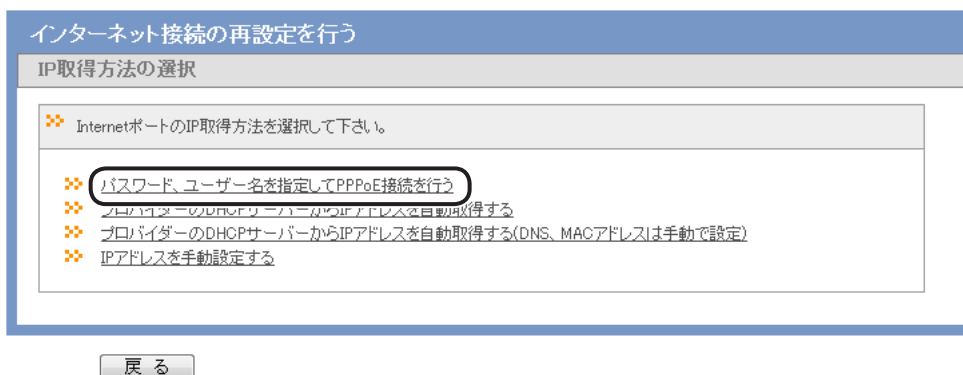 インターネット接続の再設定を行う
IP取得方法の選択
InternetポートのIP取得方法を選択して下さい。
パスワード、ユーザー名を指定してPPPoE接続を行う
プロバイダーのDHCPサーバーからIPアドレスを自動取得する
プロバイダーのDHCPサーバーからIPアドレスを自動取得する(DNS、MACアドレスは手動で設定)
IPアドレスを手動設定する
戻る